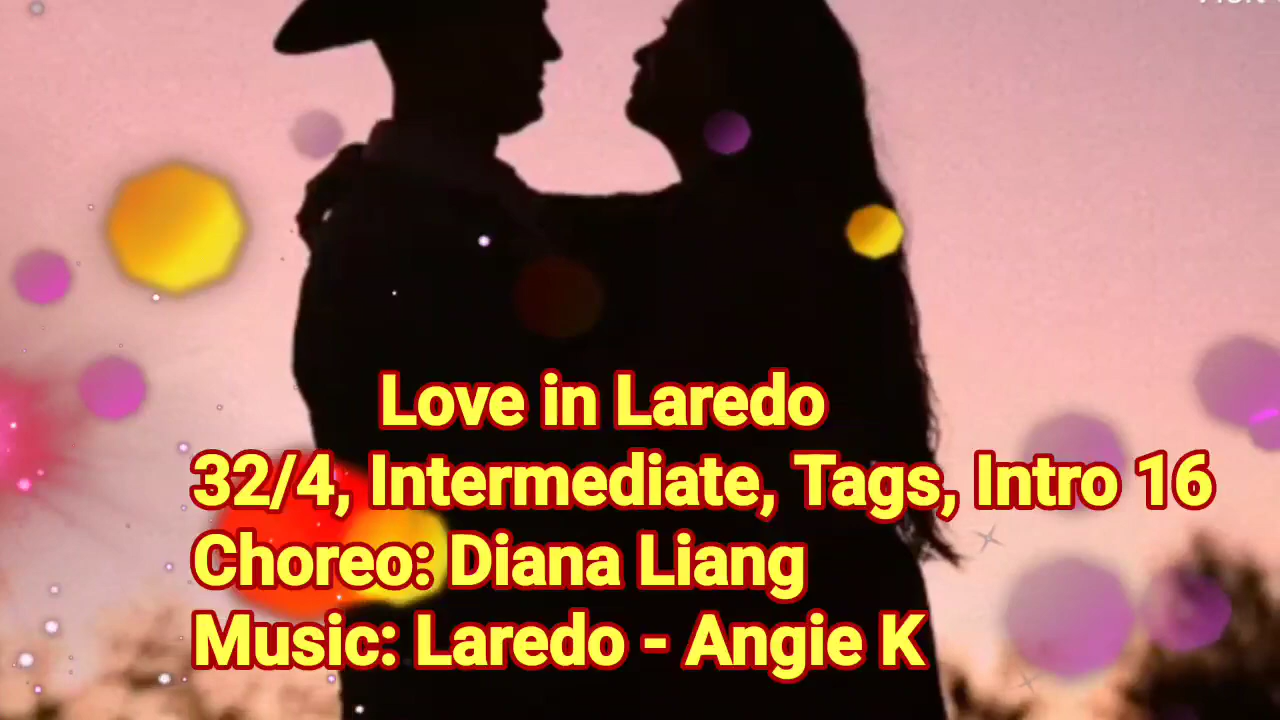 Love in Laredo
32/4, Intermediate, Tags, Intro 16
Choreo: Diana Liang
Music: Laredo - Angie K